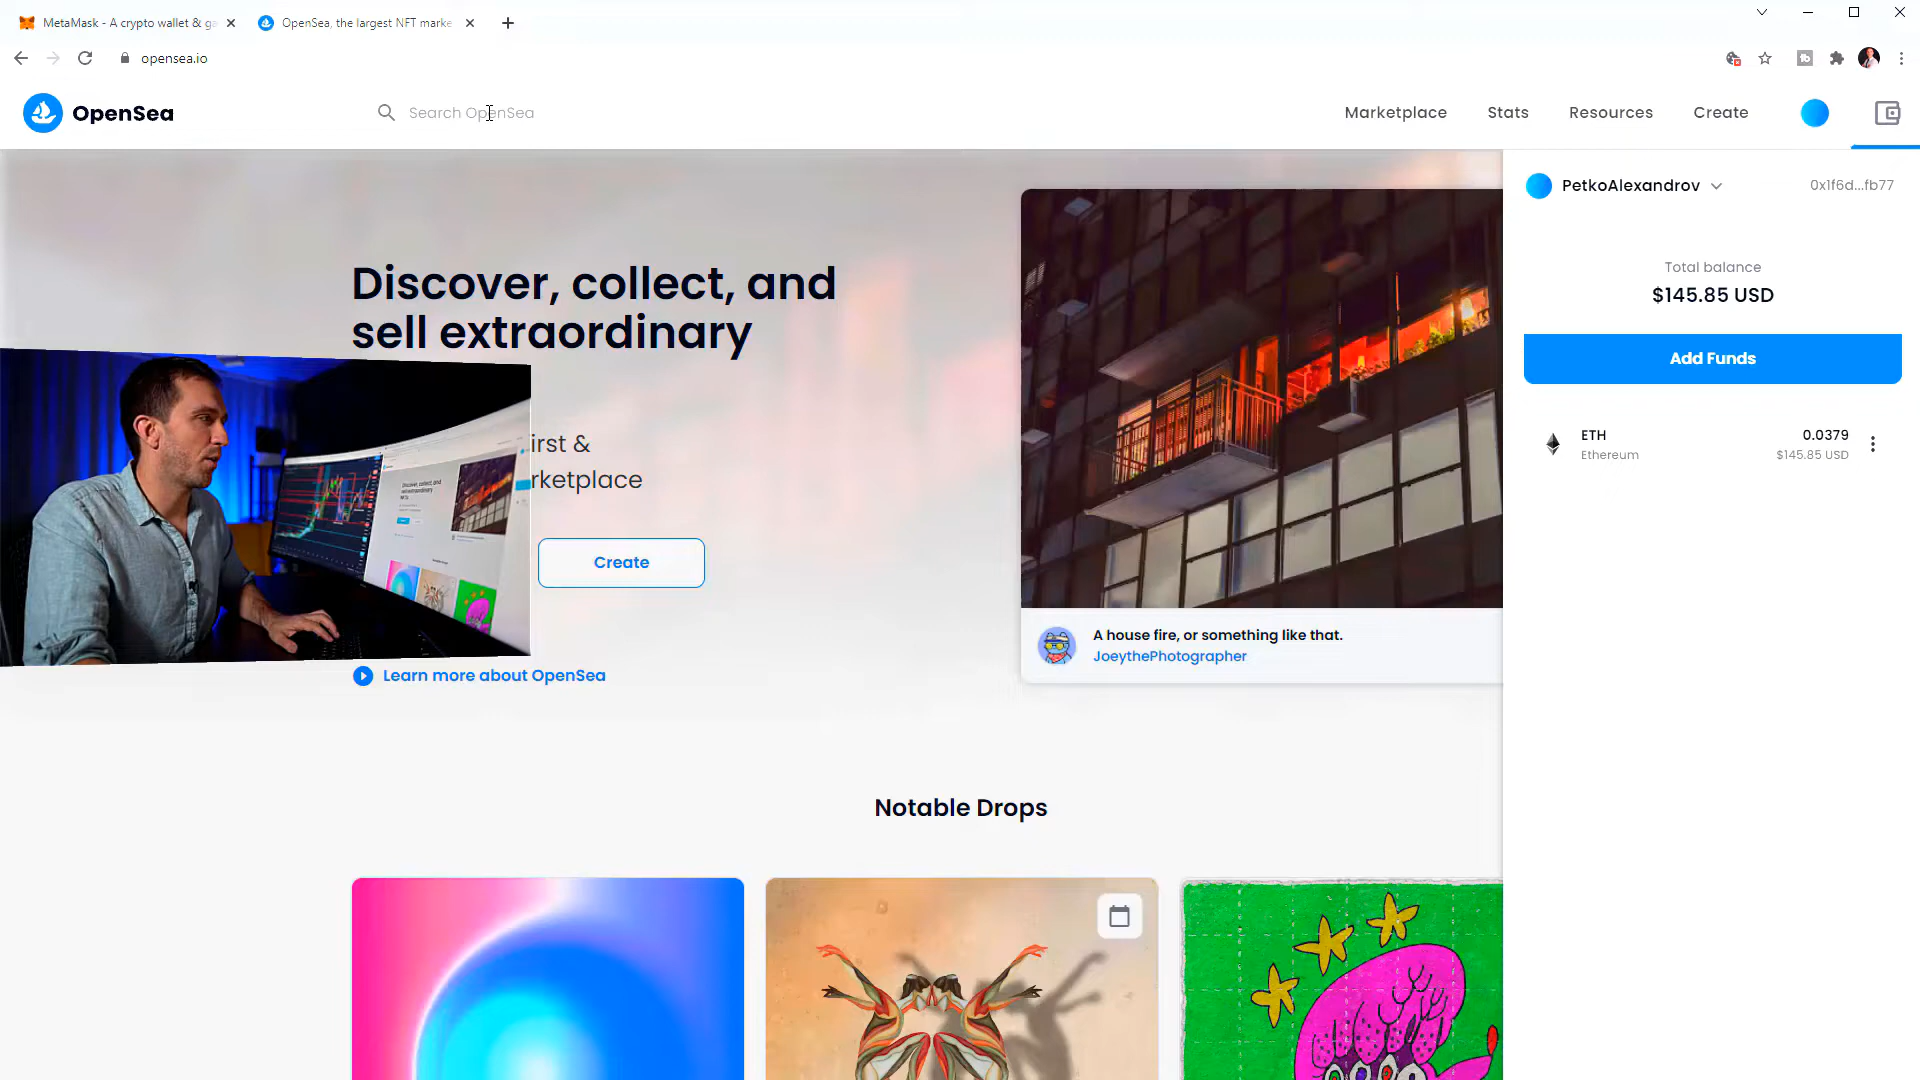 MetaMask - A crypto wallet & ga
OpenSea, the largest NFT marke
opensea.io
OpenSea
Search OpenSea
Marketplace
Stats
Resources
Create
PetkoAlexandrov
0x1f6d...fb77
Total balance
$145.85 USD
Add Funds
ETH
0.0379
Ethereum
$145.85 USD
Discover, collect, and
sell extraordinary
irst &
rketplace
Create
Learn more about OpenSea
A house fire, or something like that.
JoeythePhotographer
Notable Drops